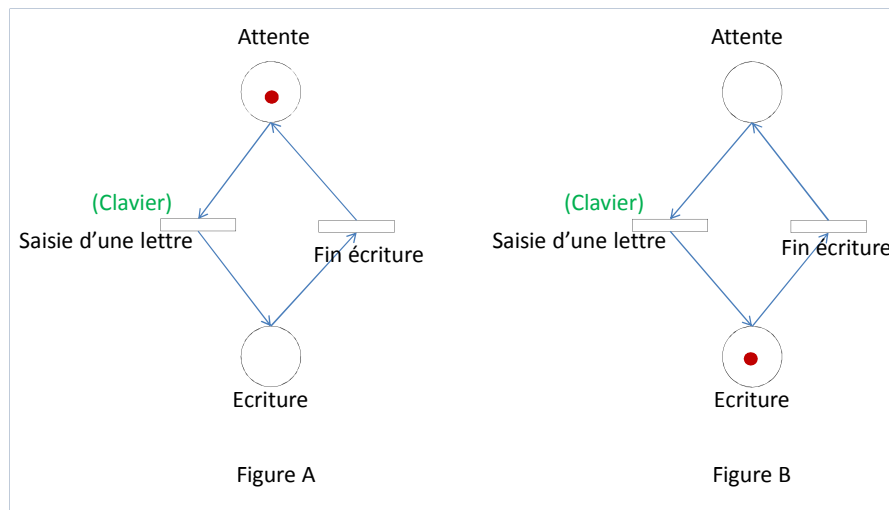 Attente
(Clavier)
Saisie d'une lettre
Fin écriture
Ecriture
Figure A
Attente
(Clavier)
Saisie d'une lettre
Fin écriture
Ecriture
Figure B